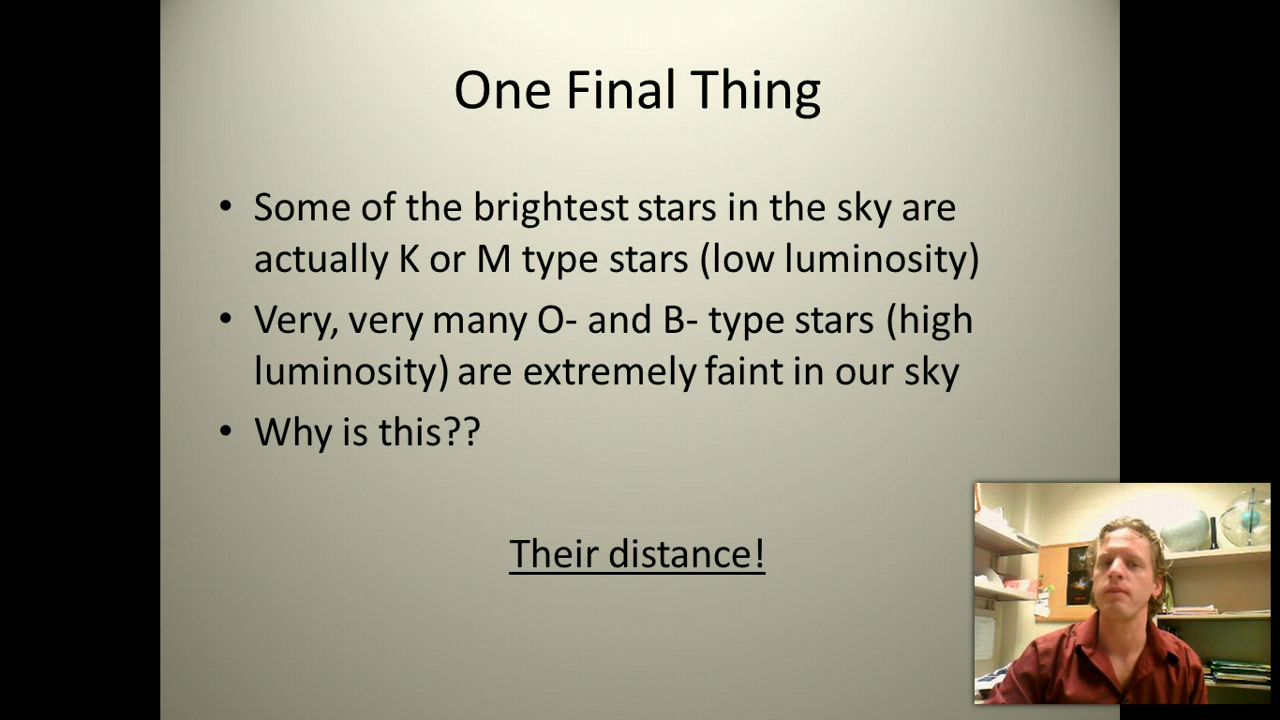 One Final Thing
• Some of the brightest stars in the sky are
actually K or M type stars (low luminosity)
• Very, very many O- and B- type stars (high
luminosity) are extremely faint in our sky
• Why is this??
Their distance!